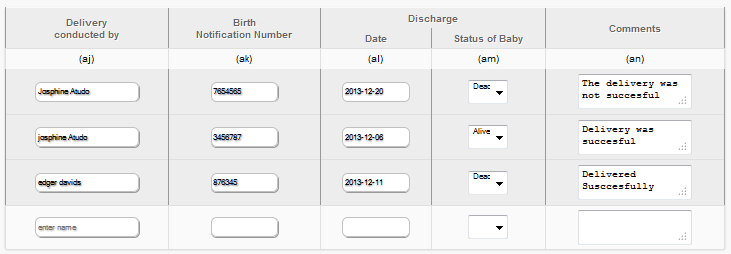 Delivery conducted by
Birth Notification Number
Discharge
Date
Status of Baby
Comments
(aj) (ak) (al) (am) (an)
Josphine Atudo 7654565 2013-12-20 Deac The delivery was
not succesful
josphine Atudo 3456787 2013-12-06 Alive Delivery was
succesful
edger davids 876345 2013-12-11 Deac Delivered
Susccesfully
enter name